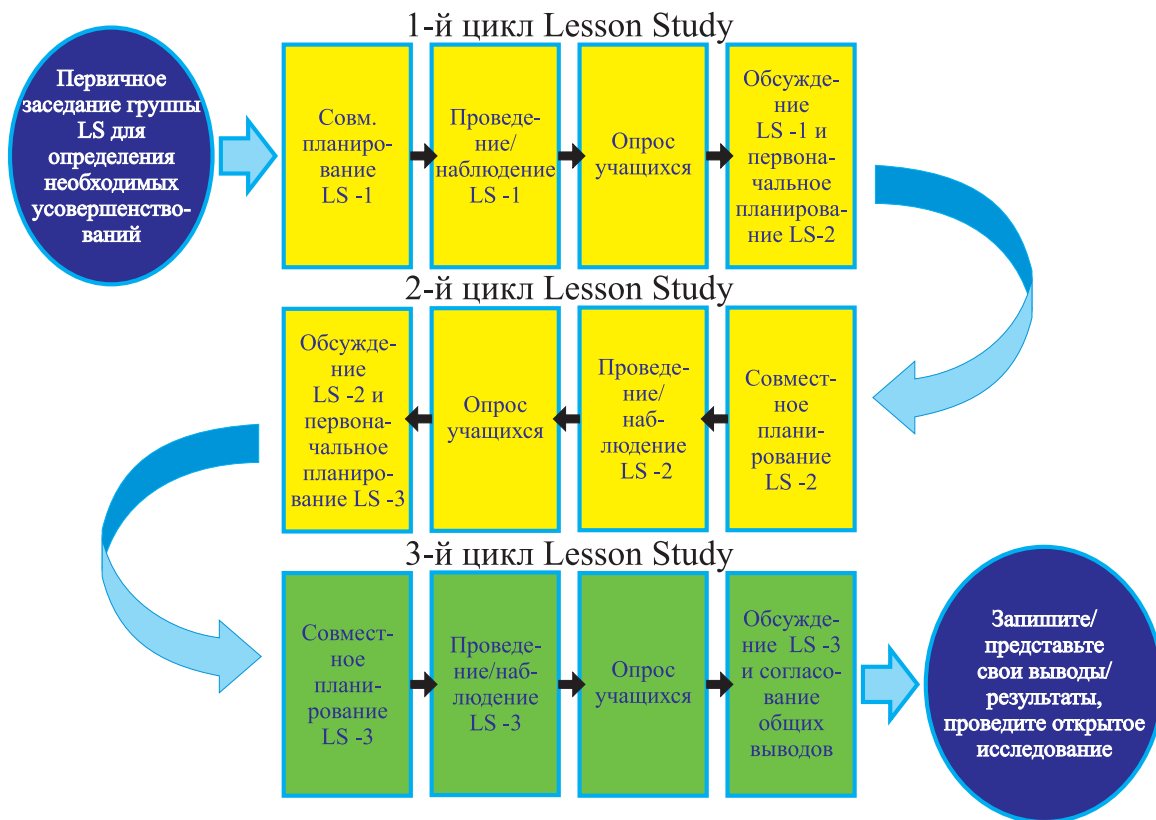 1-й цикл Lesson Study
Первичное
заседание группы
LS для
определения
необходимых
усовершенство-
ваний
Совм.
планиро-
вание
LS -1
Проведе-
ние/
наблюдение
LS -1
Опрос
учащихся
Обсужде-
ние
LS -1 и
первона-
чальное
планирова-
ние LS-2
2-й цикл Lesson Study
Совмест-
ное
плани-
рование
LS -2
Проведе-
ние/
наб-
людение
LS -2
Опрос
учащихся
Обсужде-
ние
LS -2 и
первона-
чальное
планиро-
вание LS -3
3-й цикл Lesson Study
Совмест-
ное
плани-
рование
LS -3
Проведе-
ние/наб-
людение
LS -3
Опрос
учащихся
Обсужде-
ние LS -3
и согласо-
вание
общих
выводов
Запишите/
представьте
свои выводы/
результаты,
проведите открытое
исследование